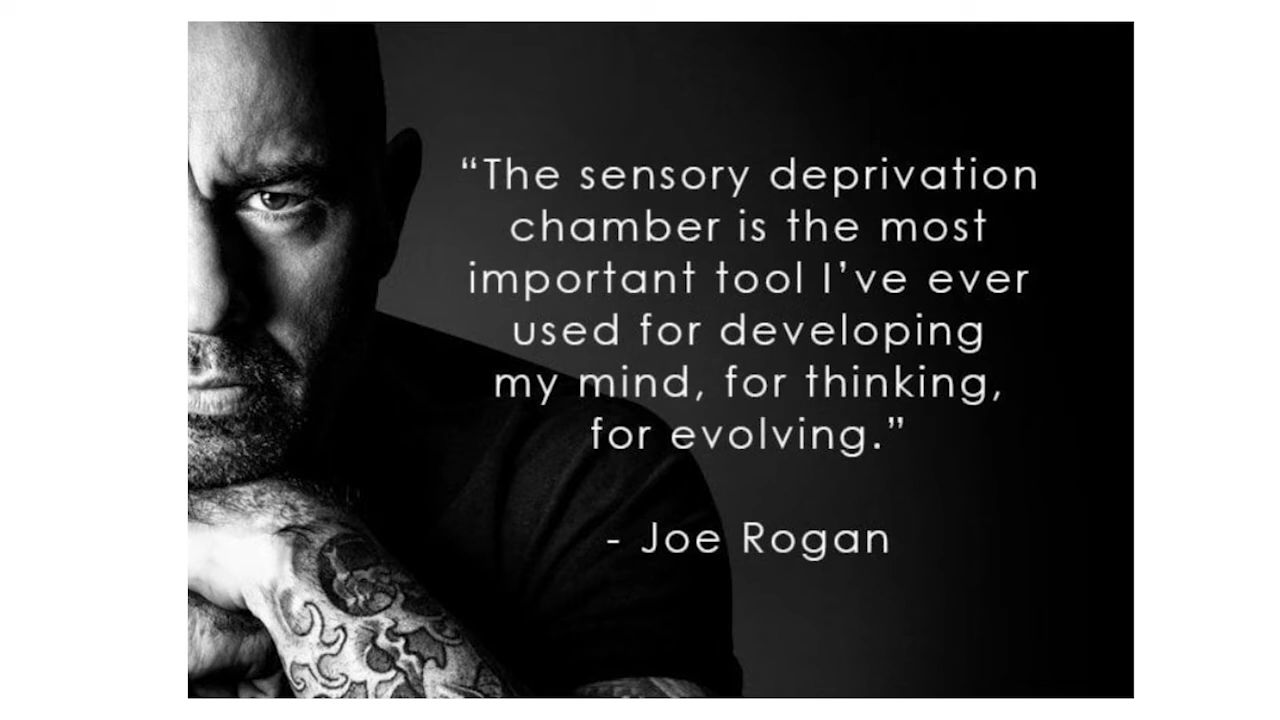 “The sensory deprivation
chamber is the most
important tool I’ve ever
used for developing
my mind, for thinking,
for evolving.”
- Joe Rogan